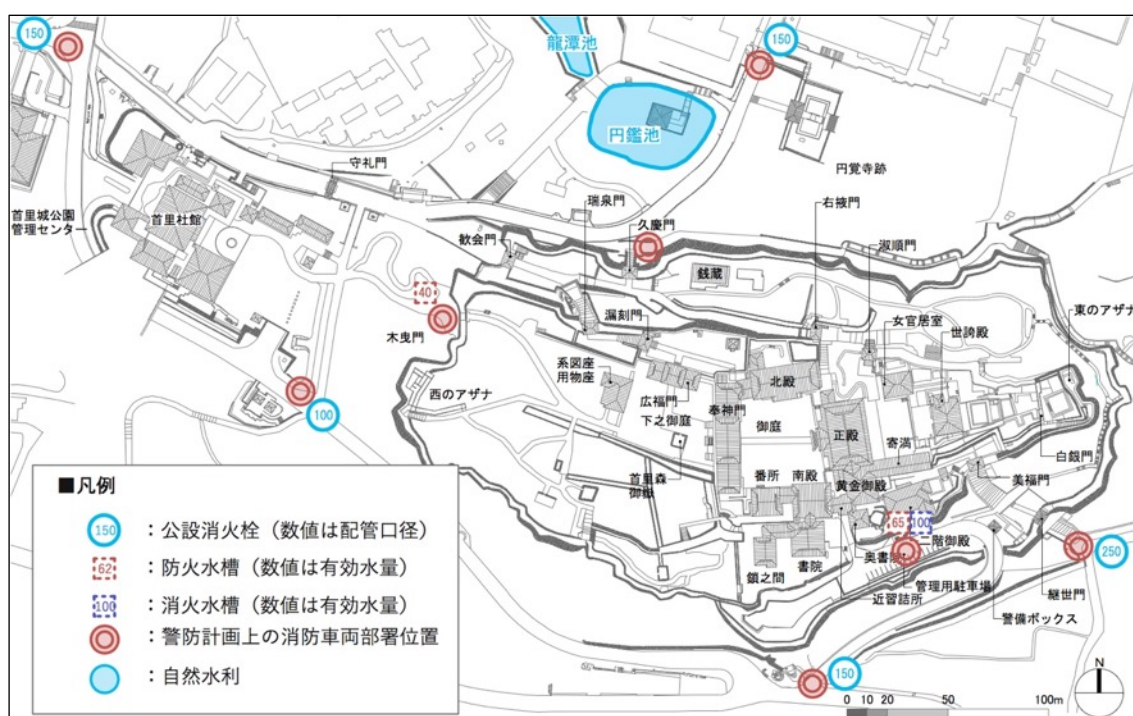 150
龍潭池
150
円鑑池
円覚寺跡
守礼門
首里城公園
管理センター
首里杜館
瑞泉門
久慶門
右掖門
歓会門
淑順門
銭蔵
40
木曳門
漏刻門
女官居室
世誇殿
東のアザナ
系図座
用物座
西のアザナ
広福門
下之御庭
北殿
奉神門
御庭
正殿
寄満
白銀門
100
首里森
御嶽
番所
南殿
黄金御殿
美福門
65
100
二階御殿
250
奥書院
鎖之間
書院
管理用駐車場
近習詰所
継世門
警備ボックス
150
■凡例
150
:公設消火栓(数値は配管口径)
62
:防火水槽(数値は有効水量)
100
:消火水槽(数値は有効水量)
:警防計画上の消防車両部署位置
:自然水利
N
0 10 20 50 100m